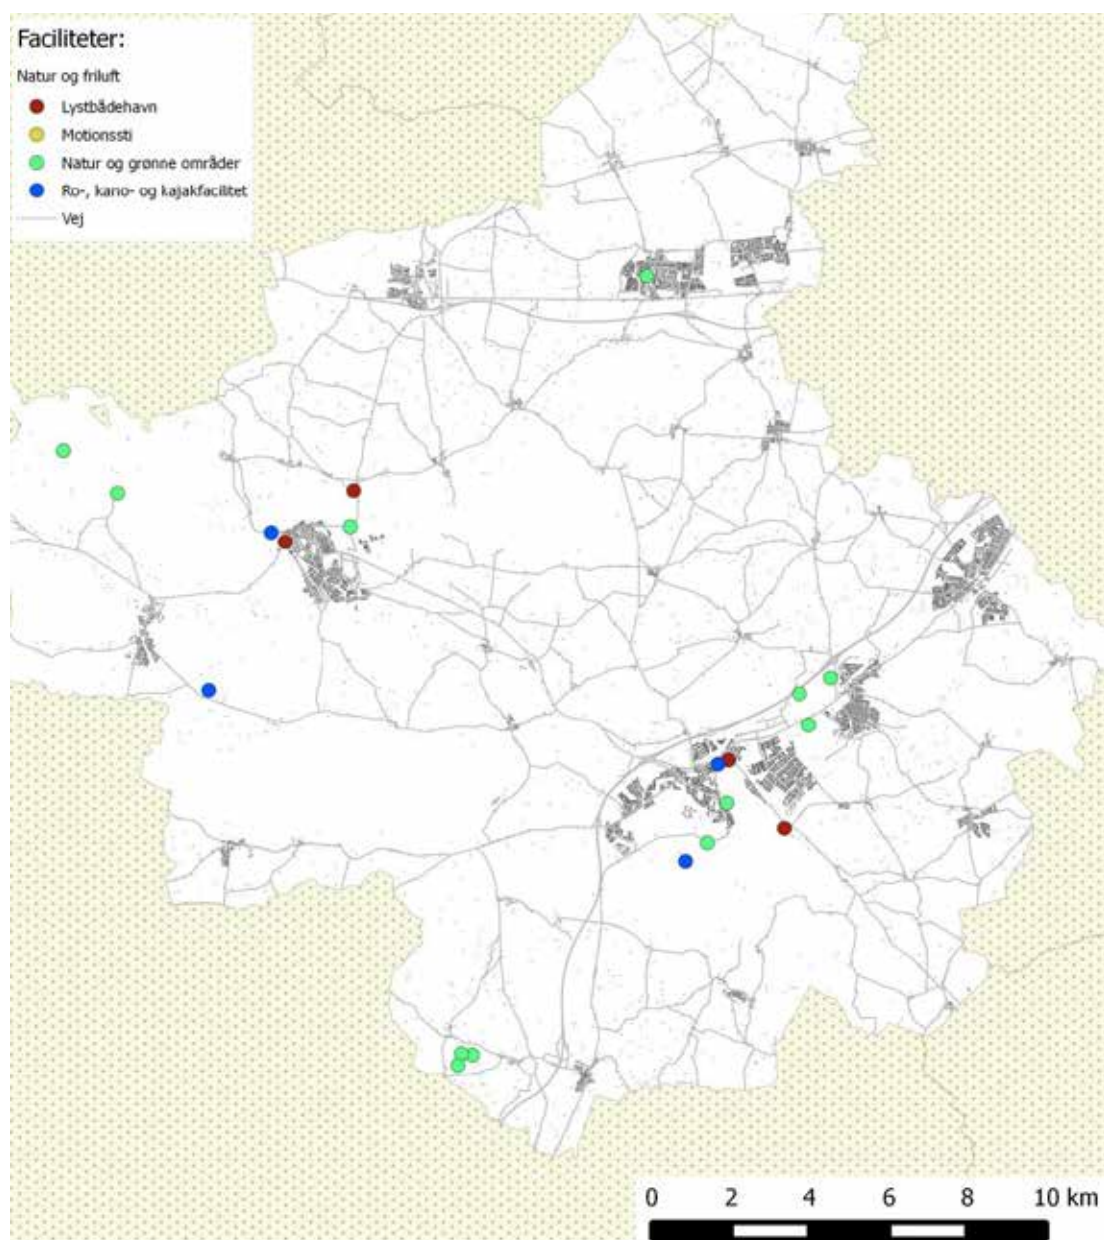 Faciliteter:
Natur og friluft
Lystbådehavn
Motionssti
Natur og grønne områder
Ro-, kano- og kajakfacilitet
Vej
0 2 4 6 8 10 km